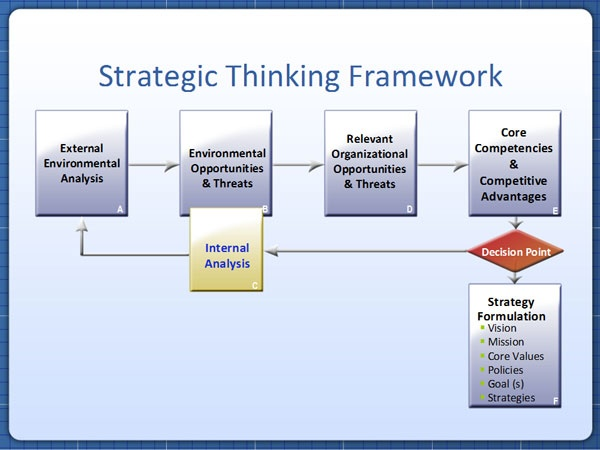 Strategic Thinking Framework
External
Environmental
Analysis
A
Environmental
Opportunities
& Threats
B
Relevant
Organizational
Opportunities
& Threats
D
Core
Competencies
&
Competitive
Advantages
E
Internal
Analysis
C
Decision Point
Strategy
Formulation
Vision
Mission
Core Values
Policies
Goal (s)
Strategies
F